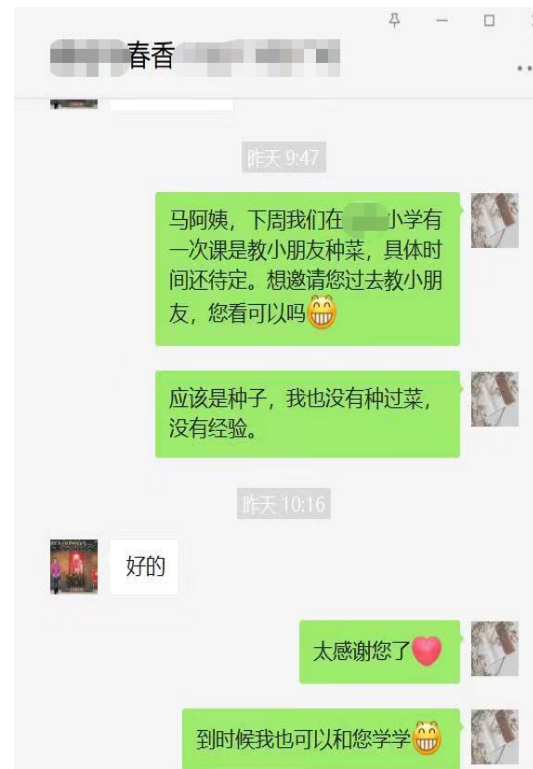 春香
昨天 9:47
马阿姨，下周我们在 小学有
一次课是教小朋友种菜，具体时
间还待定。想邀请您过去教小朋
友，您看可以吗😁
应该是种子，我也没有种过菜，
没有经验。
昨天 10:16
好的
太感谢您了❤
到时候我也可以和您学学😁